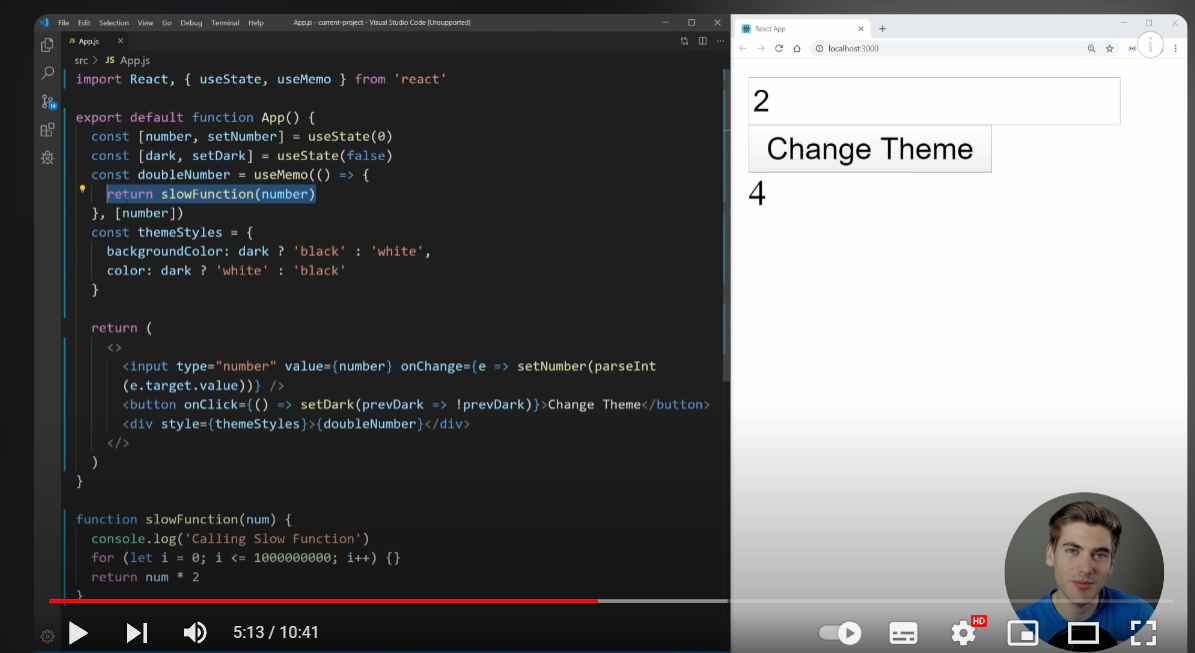 File Edit Selection View Go Debug Terminal Help App.js - current-project - Visual Studio Code [Unsupported]
JS App.js
src > JS App.js
import React, { useState, useMemo } from 'react'
export default function App() {
const [number, setNumber] = useState(0)
const [dark, setDark] = useState(false)
const doubleNumber = useMemo(() => {
return slowFunction(number)
}, [number])
const themeStyles = {
backgroundColor: dark ? 'black' : 'white',
color: dark ? 'white' : 'black'
}
return (
<>
<input type="number" value={number} onChange={e => setNumber(parseInt
(e.target.value))} />
<button onClick={() => setDark(prevDark => !prevDark)}>Change Theme</button>
<div style={themeStyles}>{doubleNumber}</div>
</>
)
}
function slowFunction(num) {
console.log('Calling Slow Function')
for (let i = 0; i <= 1000000000; i++) {}
return num * 2
}
React App
localhost:3000
2
Change Theme
4
5:13 / 10:41
HD